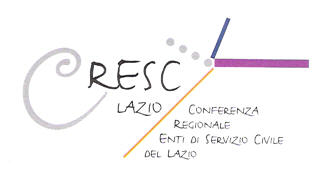 CRESC
LAZIO
CONFERENZA
REGIONALE
ENTI DI SERVIZIO CIVILE
DEL LAZIO